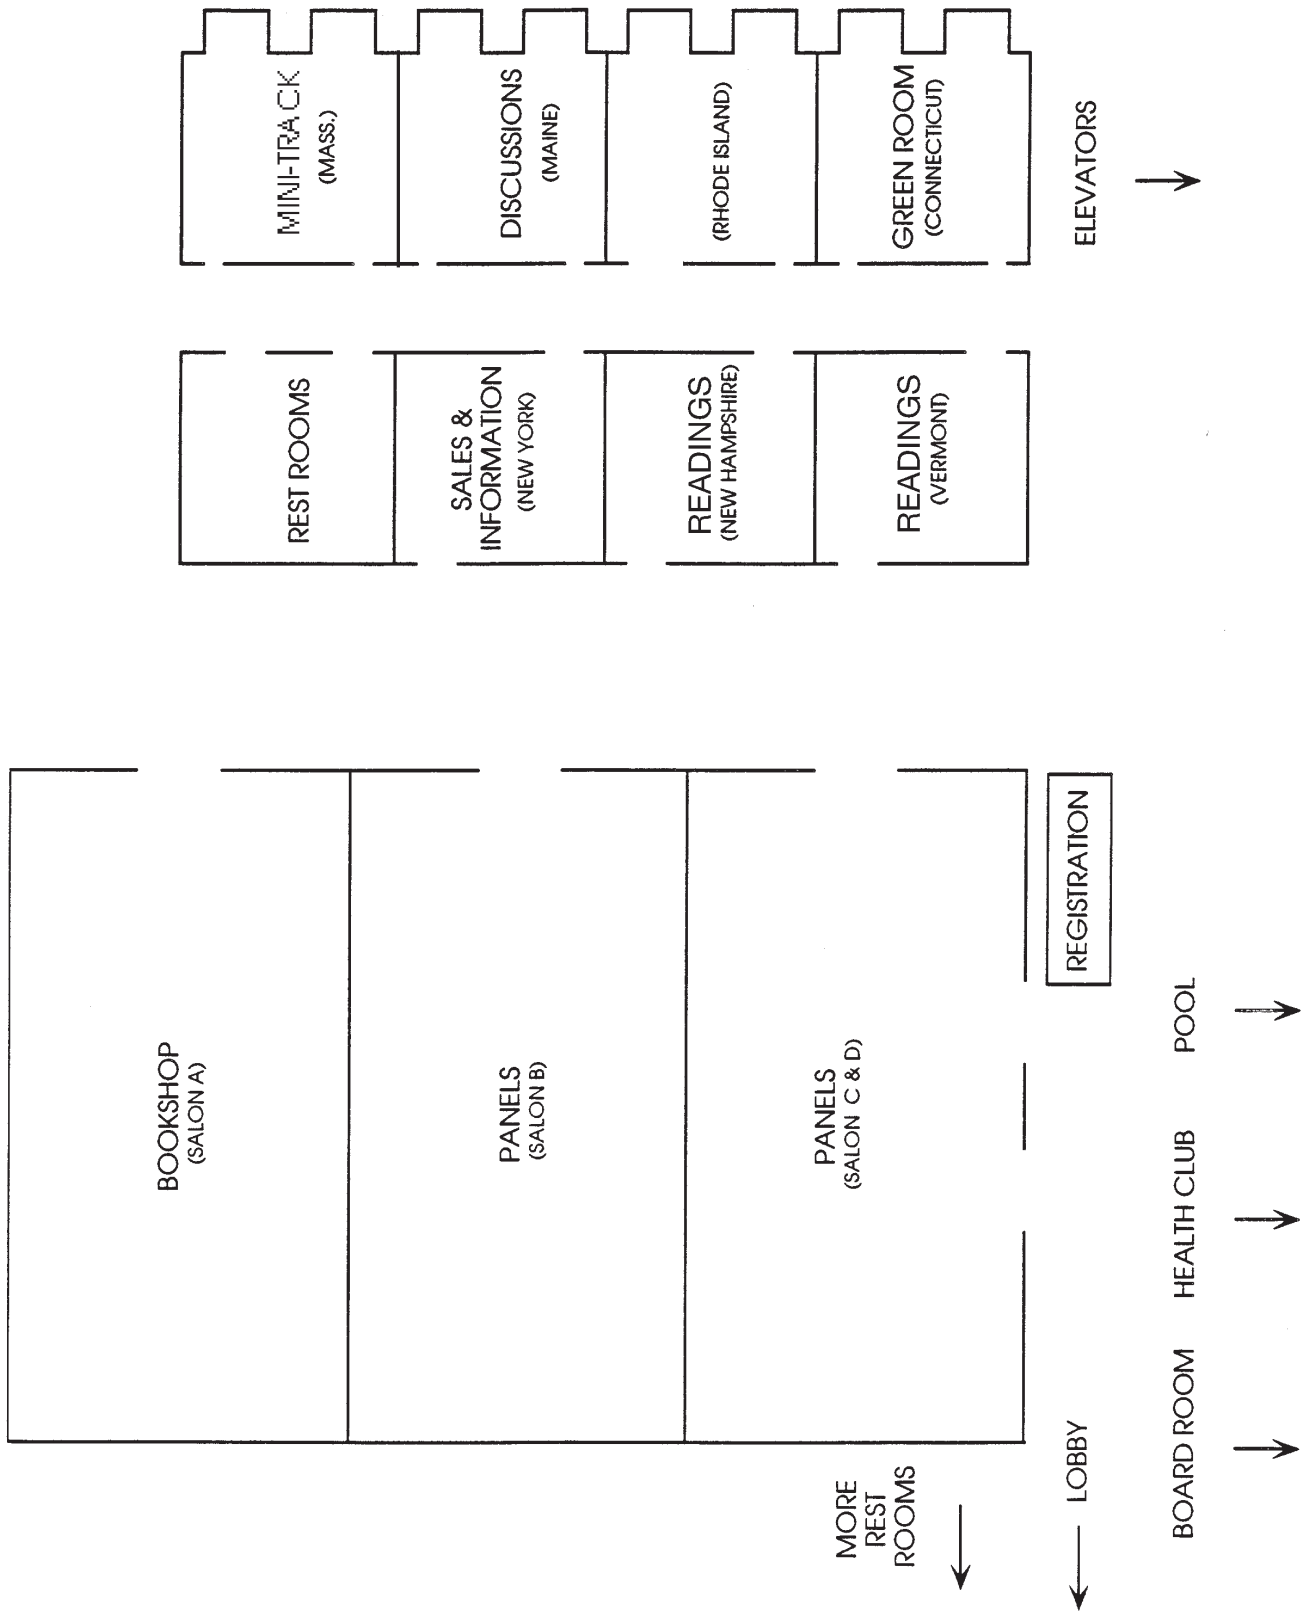 MINI-TRACK
(MASS.)
DISCUSSIONS
(MAINE)
(RHODE ISLAND)
GREEN ROOM
(CONNECTICUT)
ELEVATORS
REST ROOMS
SALES &
INFORMATION
(NEW YORK)
READINGS
(NEW HAMPSHIRE)
READINGS
(VERMONT)
BOOKSHOP
(SALON A)
PANELS
(SALON B)
PANELS
(SALON C & D)
REGISTRATION
POOL
HEALTH CLUB
BOARD ROOM
LOBBY
MORE
REST
ROOMS